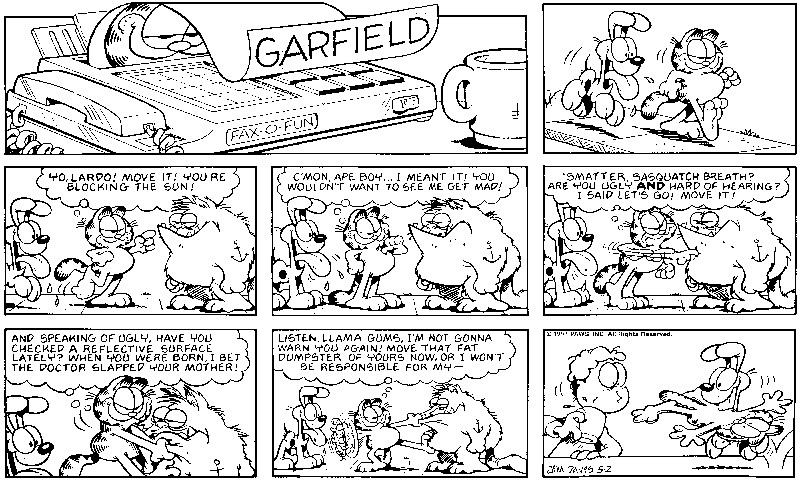 GARFIELD
FAX-O-FUN
YO, LARDO! MOVE IT! YOU'RE
BLOCKING THE SUN!
C'MON, APE BOY... I MEANT IT! YOU
WOULDN'T WANT TO SEE ME GET MAD!
'SMATTER, SASQUATCH BREATH?
ARE YOU UGLY AND HARD OF HEARING?
I SAID LET'S GO! MOVE IT!
AND SPEAKING OF UGLY, HAVE YOU
CHECKED A REFLECTIVE SURFACE
LATELY? WHEN YOU WERE BORN, I BET
THE DOCTOR SLAPPED YOUR MOTHER!
LISTEN, LLAMA GUMS, I'M NOT GONNA
WARN YOU AGAIN! MOVE THAT FAT
DUMPSTER OF YOURS NOW, OR I WON'T
BE RESPONSIBLE FOR MY—
PAWS INC. All Rights Reserved.
JIM DAVIS 5-2